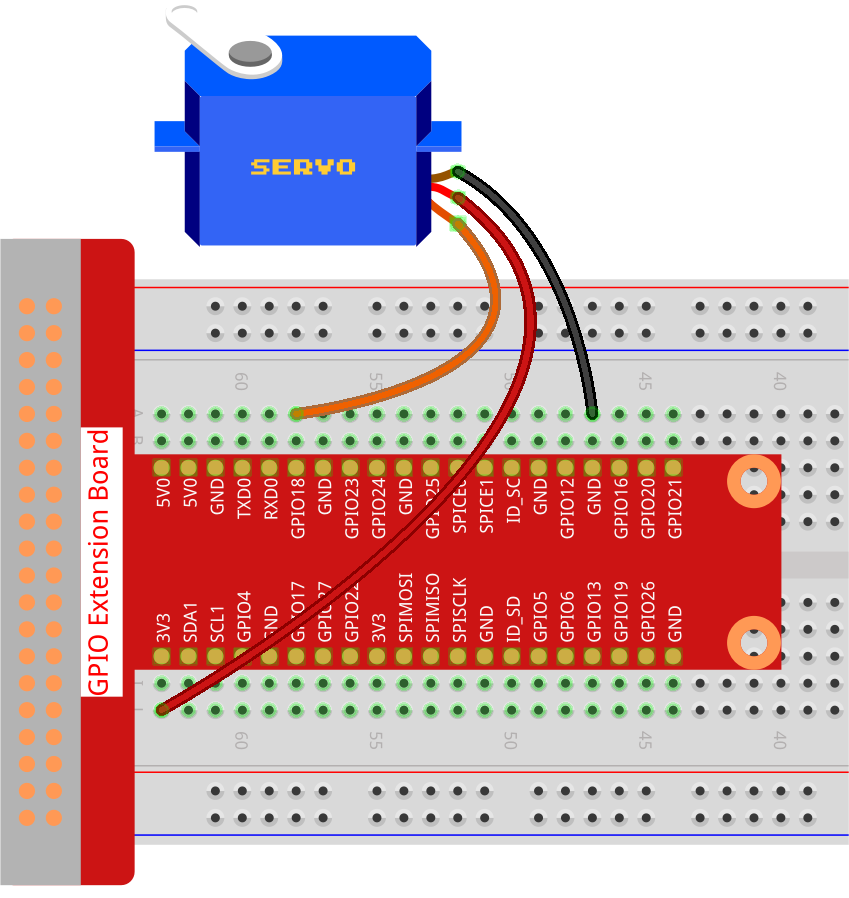 SERVO
60
55
50
45
40
A
B
5V0
5V0
GND
TXD0
RXD0
GPIO18
GND
GPIO23
GPIO24
GND
GPIO25
SPICE0
SPICE1
ID_SC
GND
GPIO12
GND
GPIO16
GPIO20
GPIO21
GPIO Extension Board
3V3
SDA1
SCL1
GPIO4
GND
GPIO17
GPIO27
GPIO22
3V3
SPIMOSI
SPIMISO
SPISCLK
GND
ID_SD
GPIO5
GPIO6
GPIO13
GPIO19
GPIO26
GND
I
60
55
50
45
40